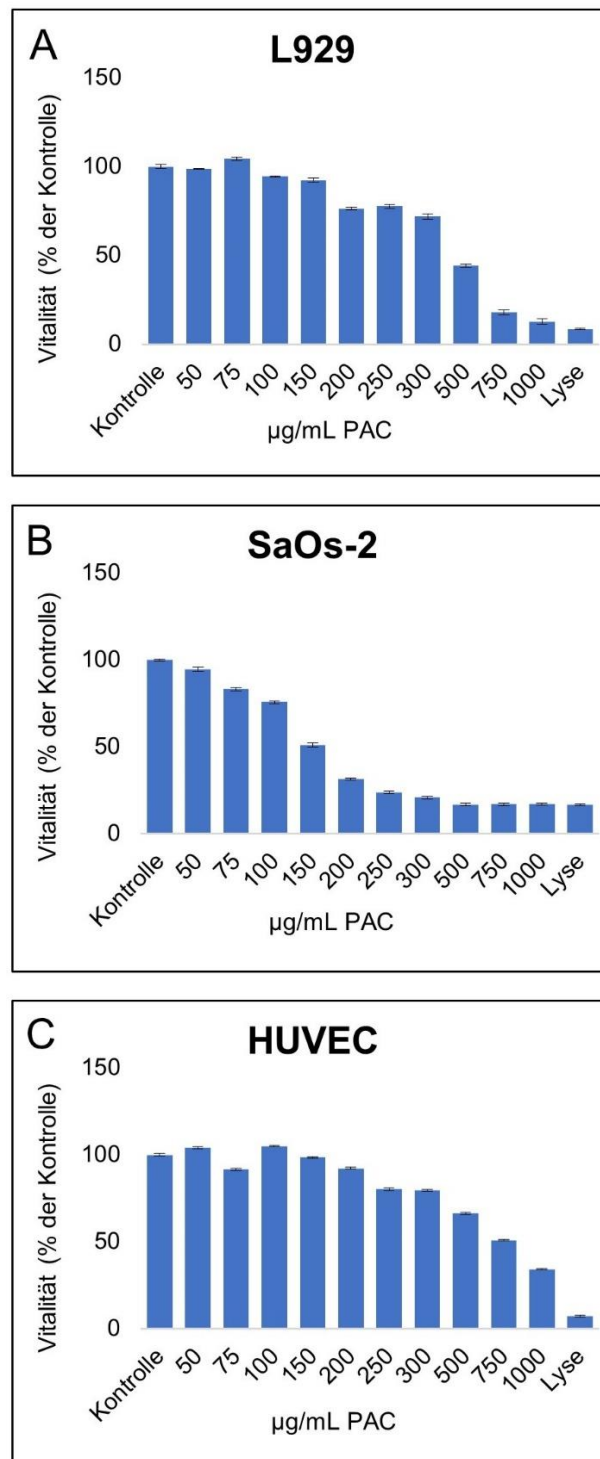 A
L929
Vitalität (% der Kontrolle)
150
100
50
0
Kontrolle 50 75 100 150 200 250 300 500 750 1000 Lyse
µg/mL PAC
B
SaOs-2
Vitalität (% der Kontrolle)
150
100
50
0
Kontrolle 50 75 100 150 200 250 300 500 750 1000 Lyse
µg/mL PAC
C
HUVEC
Vitalität (% der Kontrolle)
150
100
50
0
Kontrolle 50 75 100 150 200 250 300 500 750 1000 Lyse
µg/mL PAC